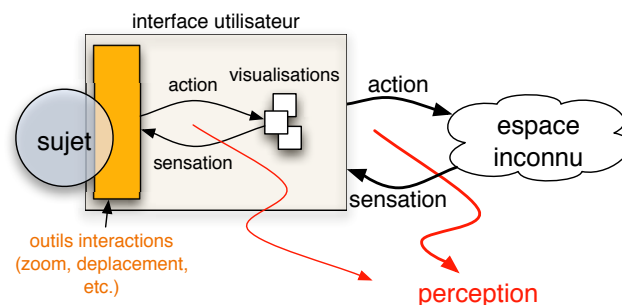 interface utilisateur
action
visualisations
sensation
sujet
action
espace
inconnu
sensation
outils interactions
(zoom, deplacement,
etc.)
perception